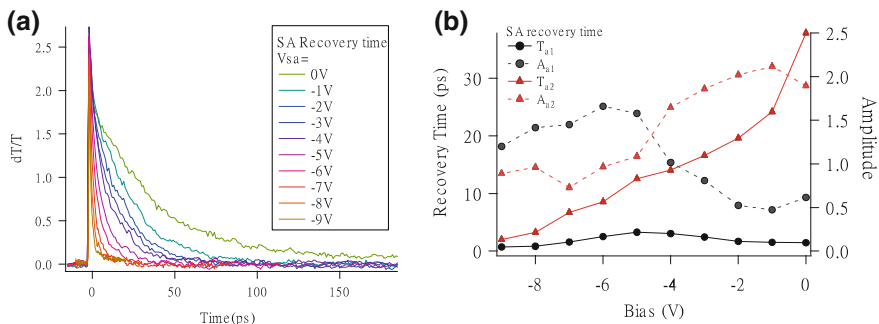 (a)
2.5
2.0
1.5
1.0
0.5
0.0
dT/T
0
50
100
150
Time(ps)
SA Recovery time
Vsa=
0V
-1V
-2V
-3V
-4V
-5V
-6V
-7V
-8V
-9V
(b)
SA recovery time
Ta1
Aa1
Ta2
Aa2
30
20
10
0
Recovery Time (ps)
2.5
2.0
1.5
1.0
0.5
0.0
Amplitude
-8
-6
-4
-2
0
Bias (V)